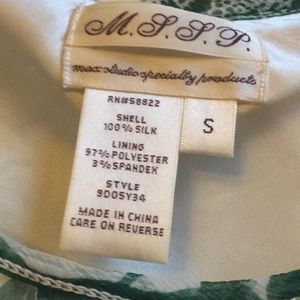 M.S.S.P.
max studio specialty products
RN#58822
SHELL
100% SILK
LINING
97% POLYESTER
3% SPANDEX
STYLE
9D05Y34
MADE IN CHINA
CARE ON REVERSE
S